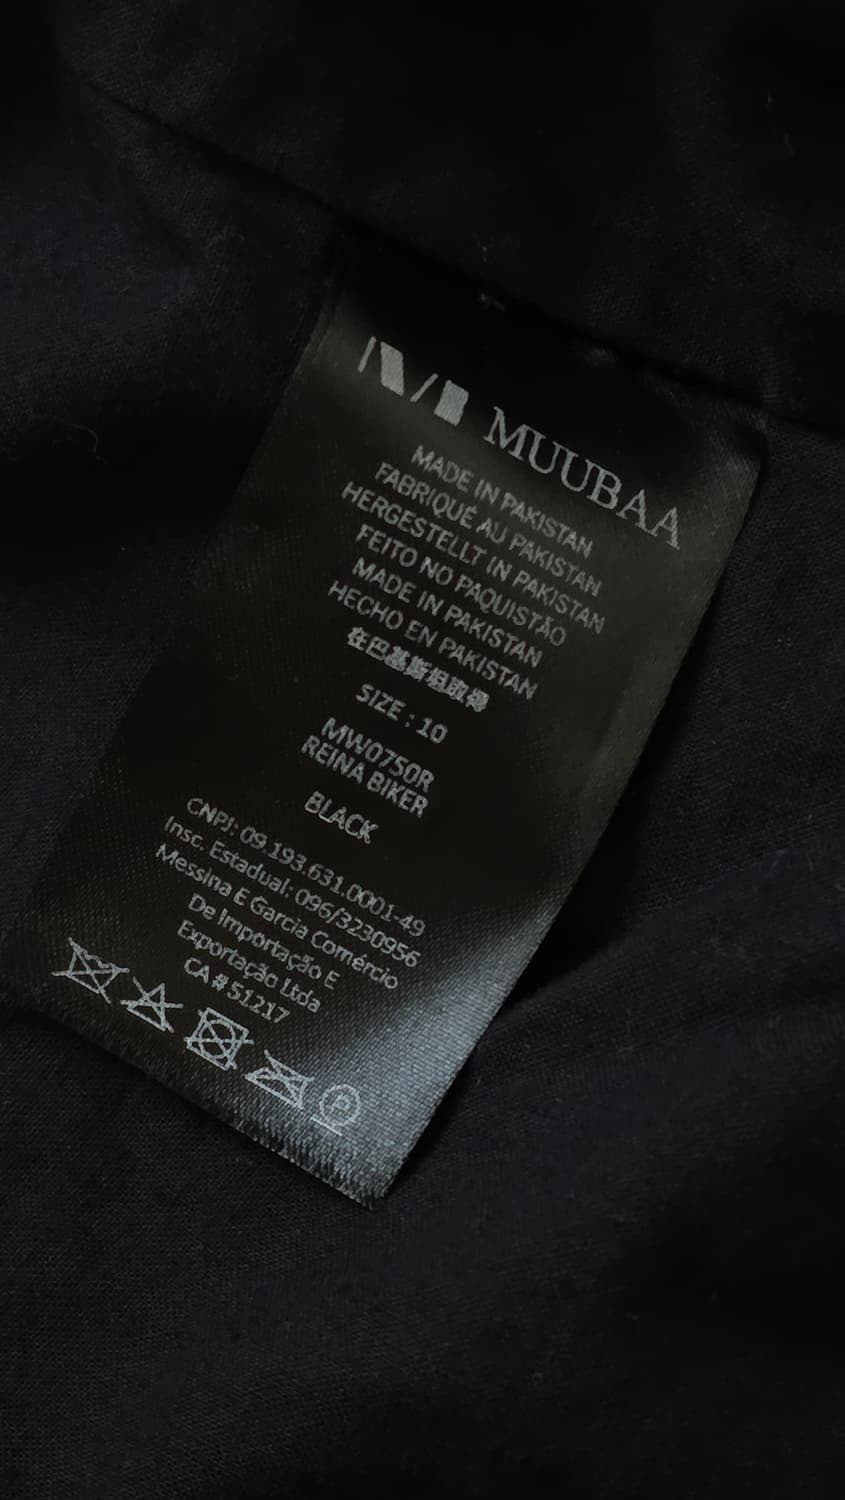 MUUBAA
MADE IN PAKISTAN
FABRIQUÉ AU PAKISTAN
HERGESTELLT IN PAKISTAN
FEITO NO PAQUISTÃO
MADE IN PAKISTAN
HECHO EN PAKISTAN
在巴基斯坦取得
SIZE : 10
MW0750R
REINA BIKER
BLACK
CNPJ: 09.193.631.0001-49
Insc. Estadual: 096/3230956
Messina E Garcia Comércio
De Importação E
Exportação Ltda
CA # 51217
P